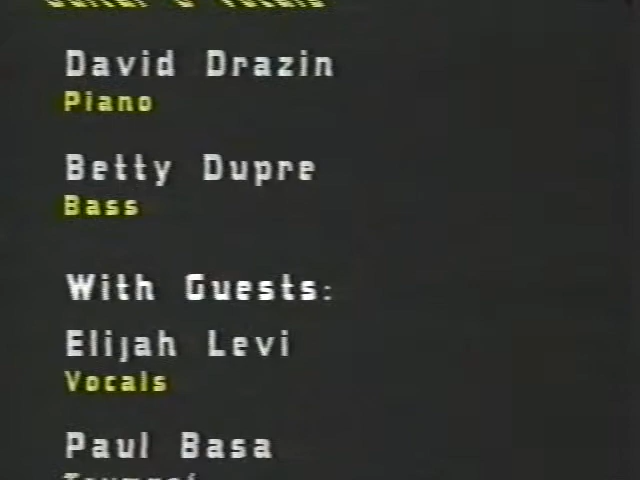 David Drazin
Piano
Betty Dupre
Bass
With Guests:
Elijah Levi
Vocals
Paul Basa